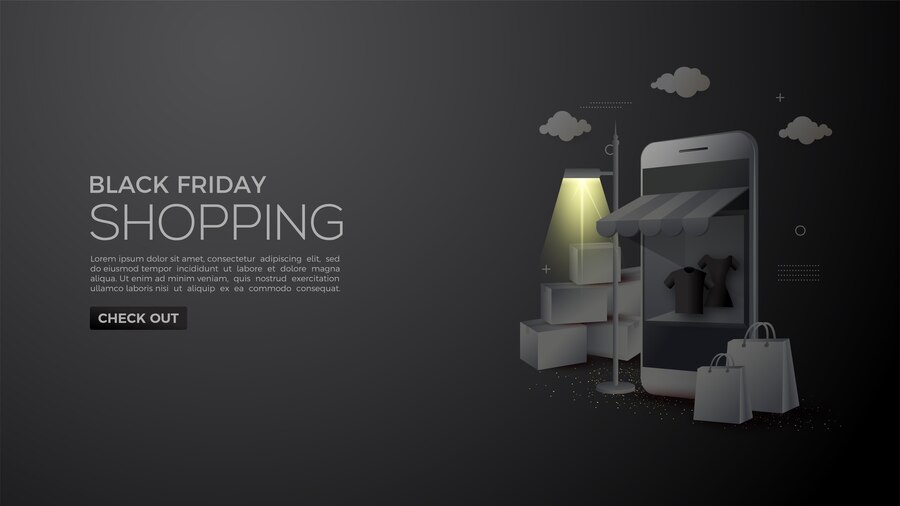 BLACK FRIDAY
SHOPPING
Lorem ipsum dolor sit amet, consectetur adipiscing elit, sed
do eiusmod tempor incididunt ut labore et dolore magna
aliqua. Ut enim ad minim veniam, quis nostrud exercitation
ullamco laboris nisi ut aliquip ex ea commodo consequat.
CHECK OUT